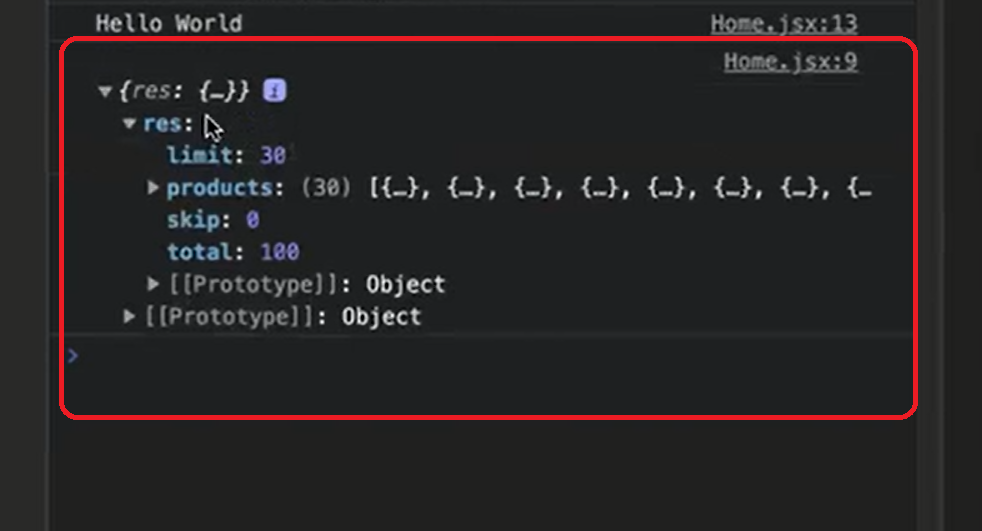 Hello World Home.jsx:13
Home.jsx:9
▼{res: {…}} i
▼res:
limit: 30
▶products: (30) [{…}, {…}, {…}, {…}, {…}, {…}, {…}, {…
skip: 0
total: 100
▶[[Prototype]]: Object
▶[[Prototype]]: Object
>